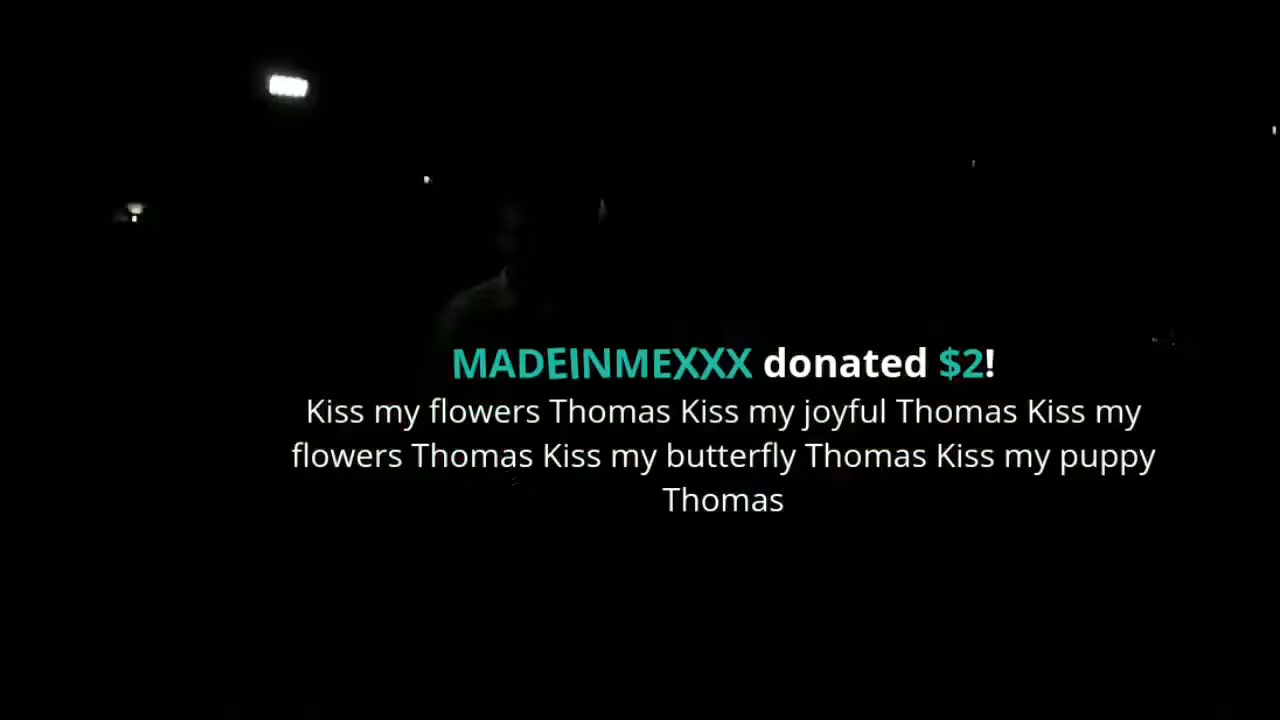 MADEINMEXXX donated $2!
Kiss my flowers Thomas Kiss my joyful Thomas Kiss my
flowers Thomas Kiss my butterfly Thomas Kiss my puppy
Thomas